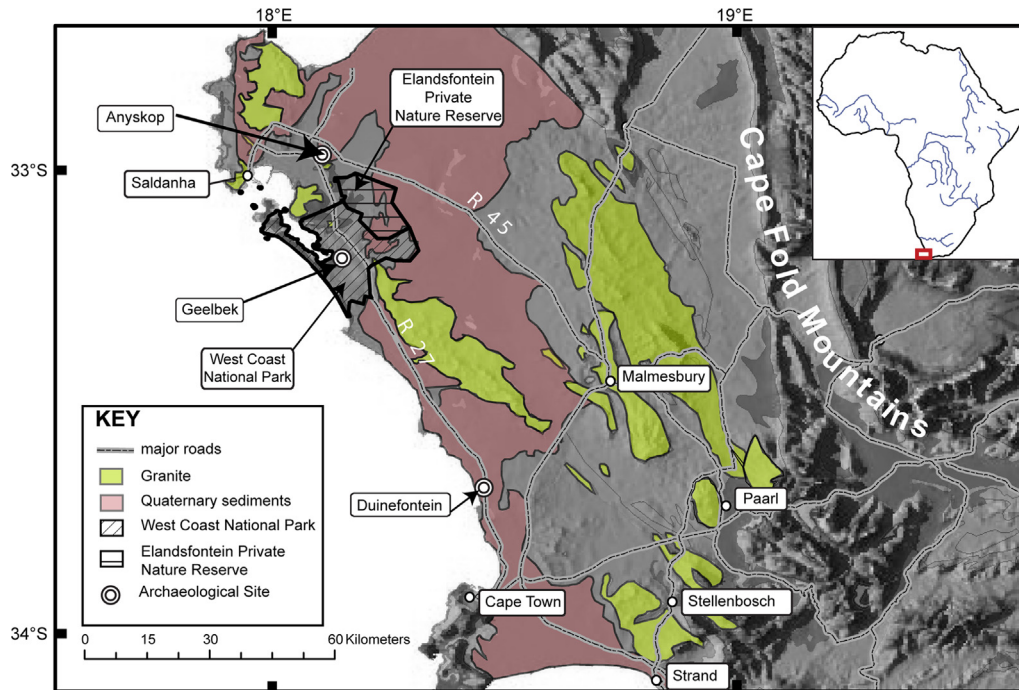 18°E
19°E
33°S
34°S
Elandsfontein
Private
Nature Reserve
Anyskop
Saldanha
R 45
Cape Fold Mountains
Geelbek
R 27
West Coast
National Park
Malmesbury
KEY
major roads
Granite
Quaternary sediments
West Coast National Park
Elandsfontein Private
Nature Reserve
Archaeological Site
0 15 30 60 Kilometers
Duinefontein
Paarl
Cape Town
Stellenbosch
Strand